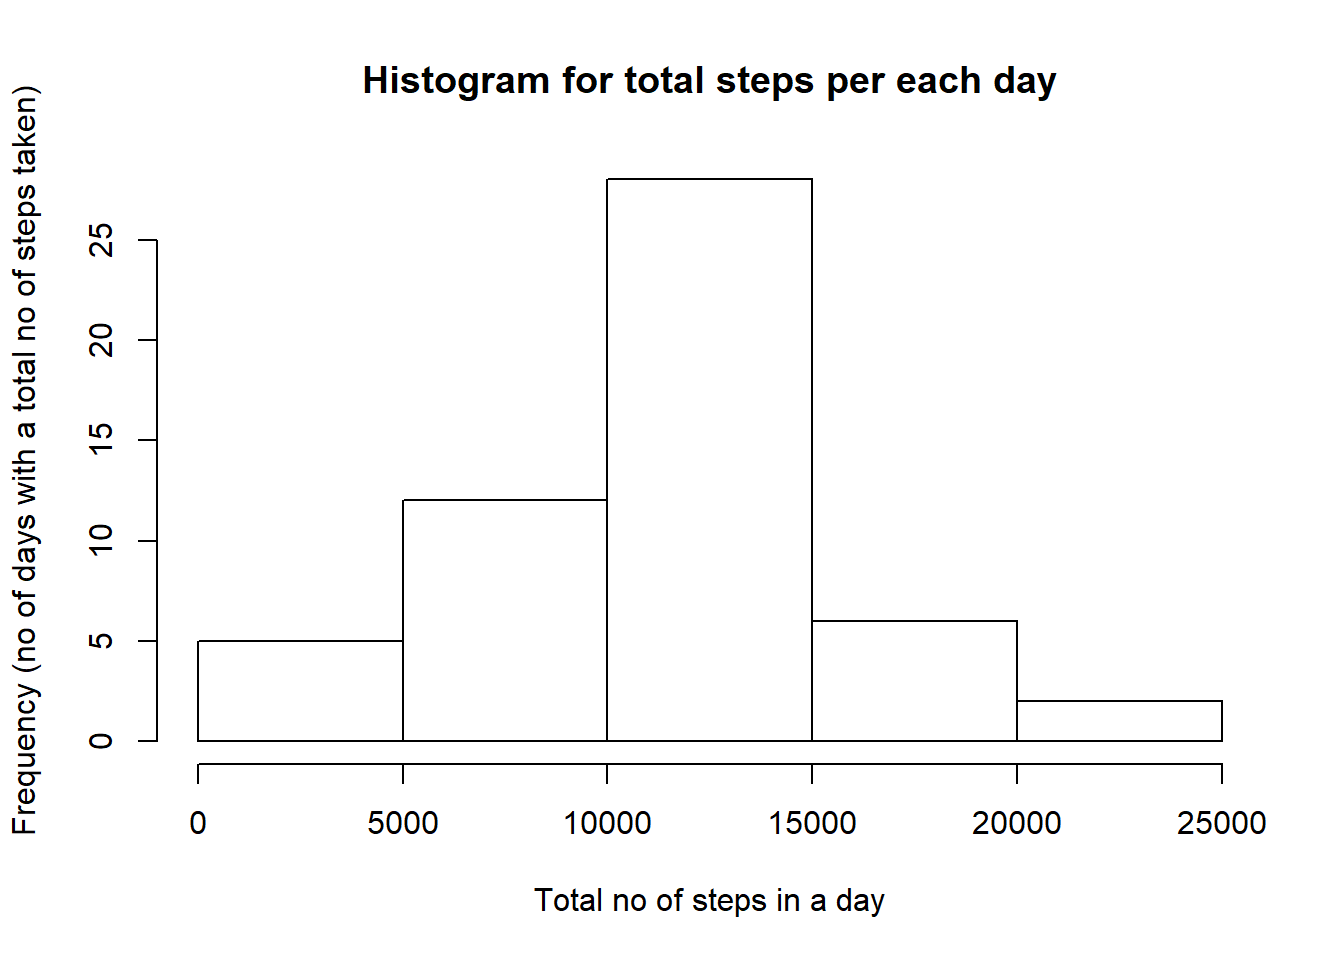 Histogram for total steps per each day
Frequency (no of days with a total no of steps taken)
25
20
15
10
5
0
0 5000 10000 15000 20000 25000
Total no of steps in a day